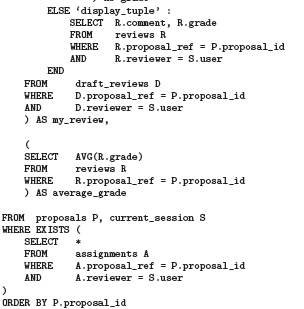 ELSE ‘display_tuple’ :
SELECT R.comment, R.grade
FROM reviews R
WHERE R.proposal_ref = P.proposal_id
AND R.reviewer = S.user
END
FROM draft_reviews D
WHERE D.proposal_ref = P.proposal_id
AND D.reviewer = S.user
) AS my_review,
(
SELECT AVG(R.grade)
FROM reviews R
WHERE R.proposal_ref = P.proposal_id
) AS average_grade
FROM proposals P, current_session S
WHERE EXISTS (
SELECT *
FROM assignments A
WHERE A.proposal_ref = P.proposal_id
AND A.reviewer = S.user
)
ORDER BY P.proposal_id